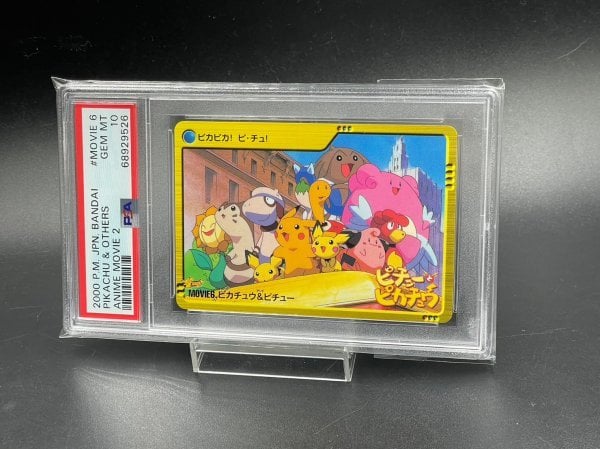 2000 P.M. JPN. BANDAI
PIKACHU & OTHERS
ANIME MOVIE 2
#MOVIE 6
GEM MT
10
68929526
PSA
ピカピカ! ピ・チュ!
MOVIE6,ピカチュウ&ピチュー
ピチューと
ピカチュウ